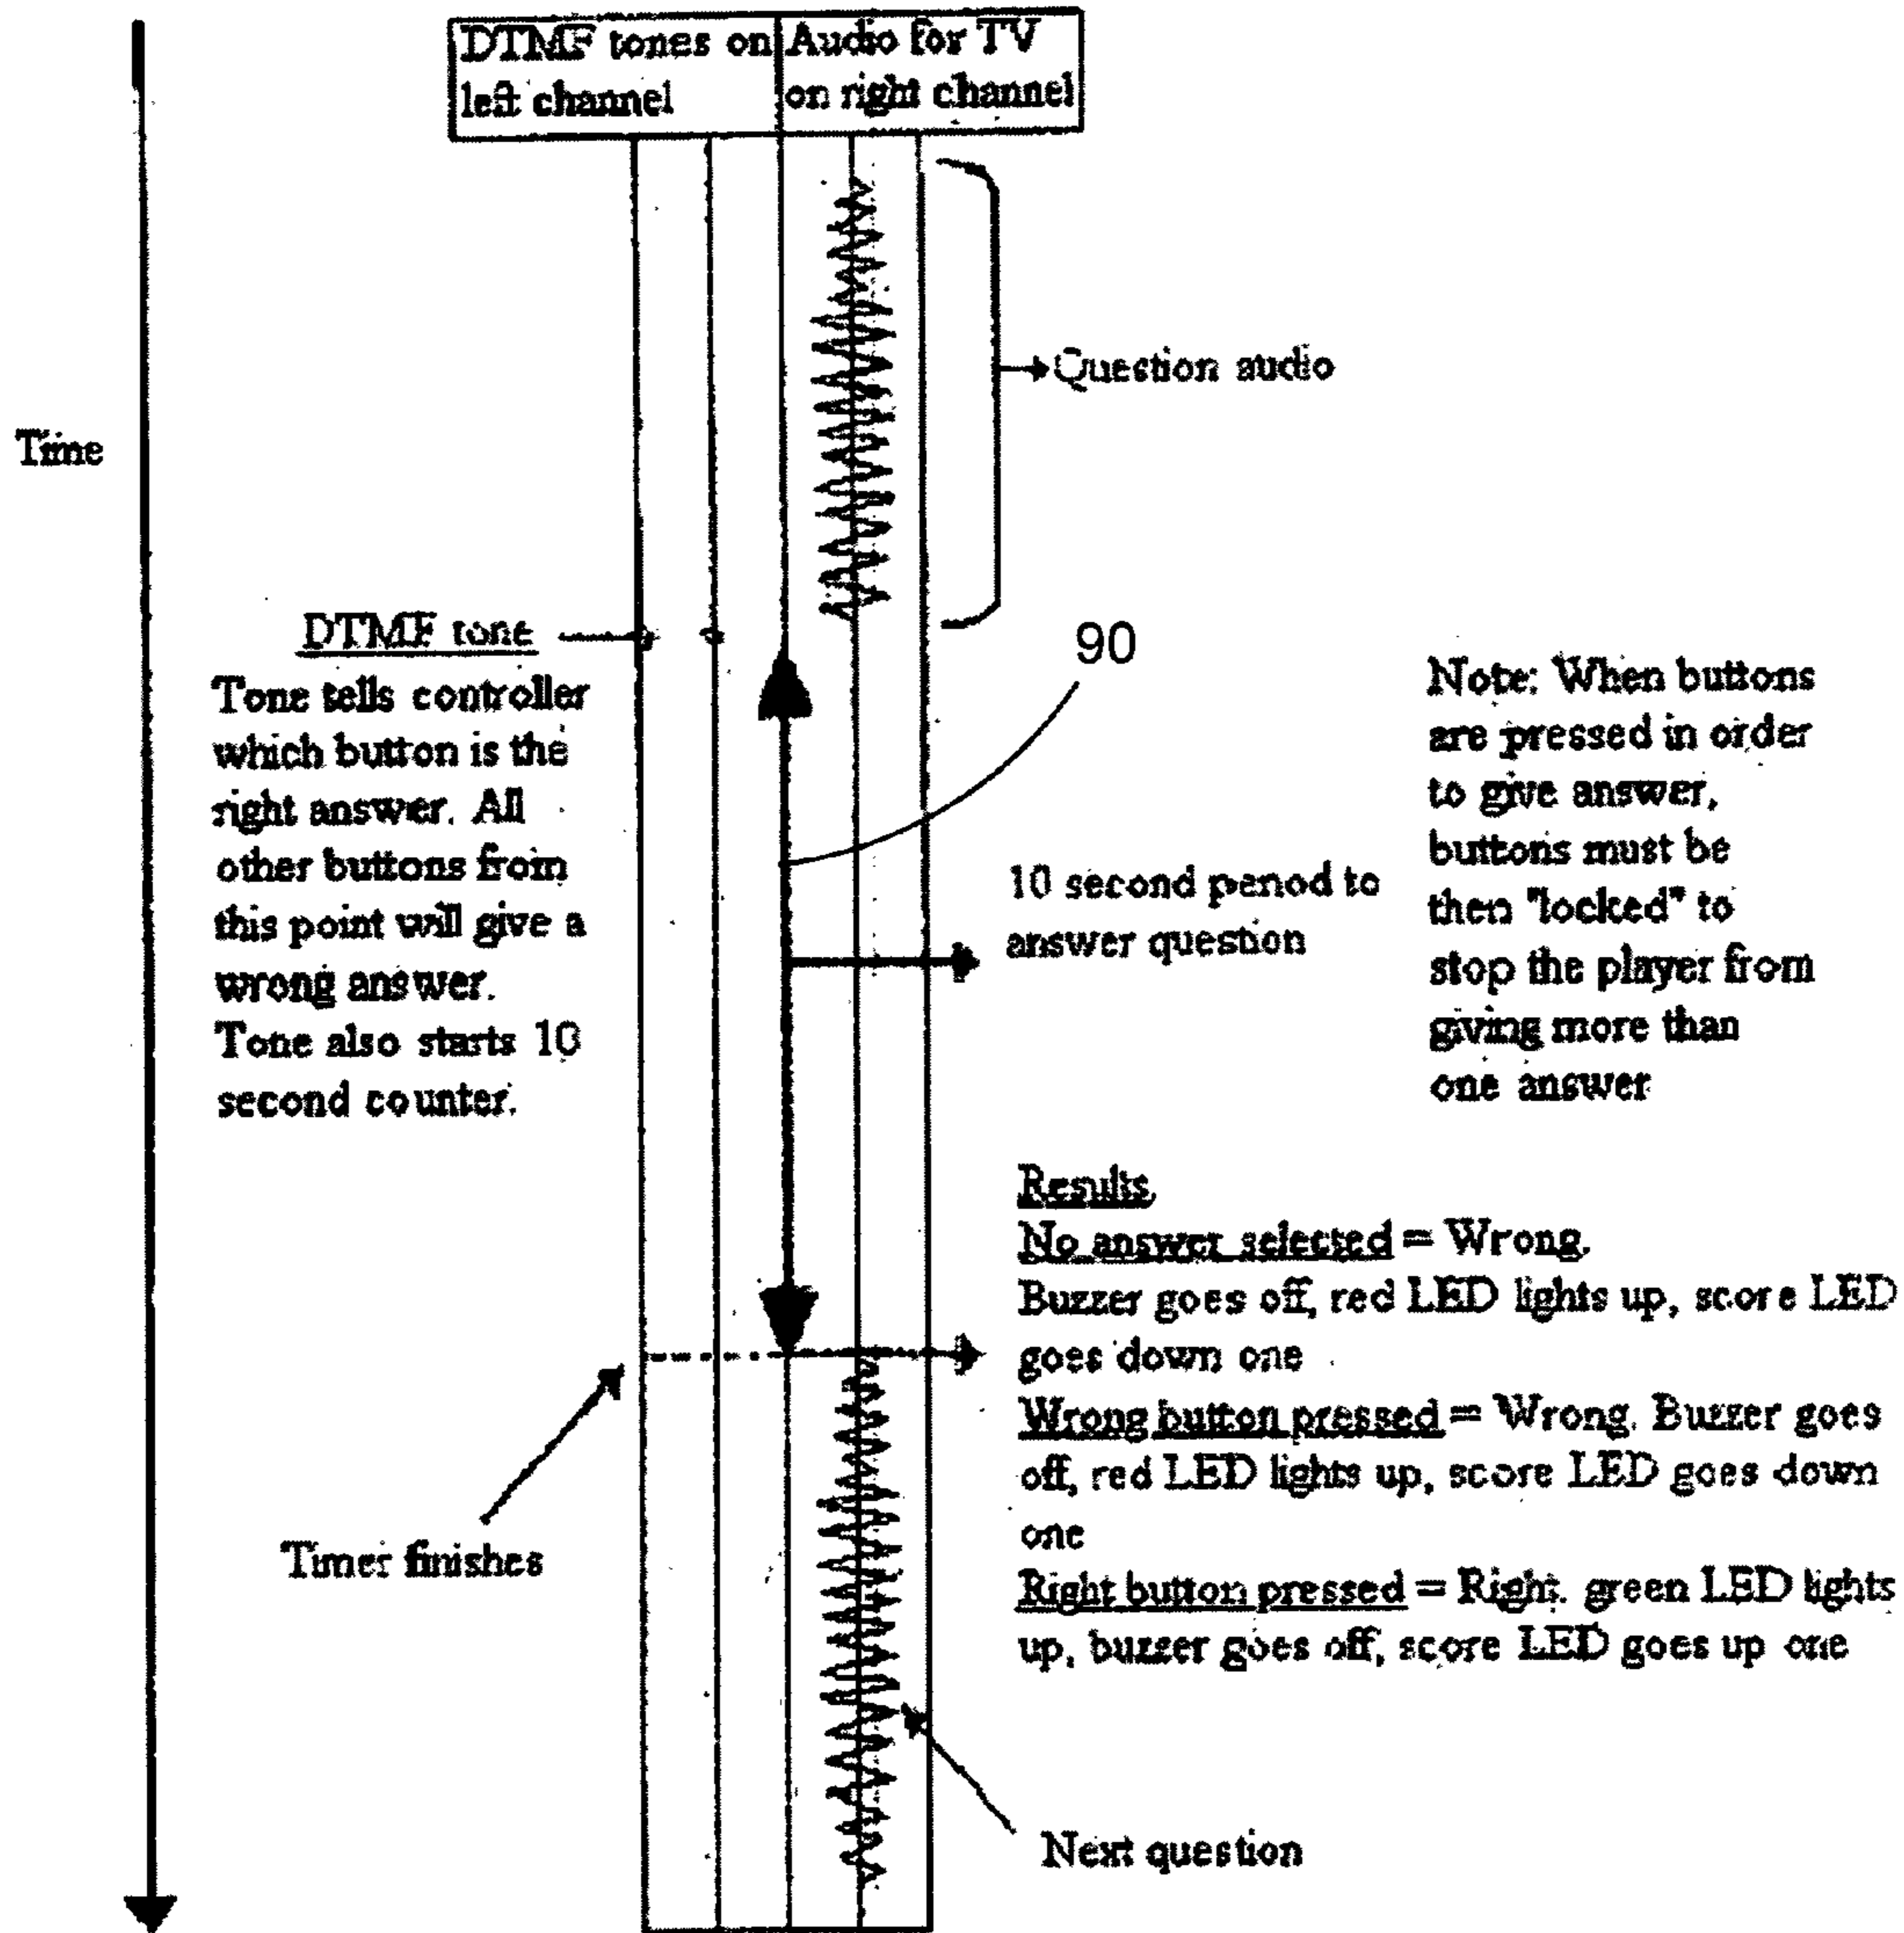 DTMF tones on
left channel
Audio for TV
on right channel
Question audio
Time
DTMF tone
Tone tells controller
which button is the
right answer. All
other buttons from
this point will give a
wrong answer.
Tone also starts 10
second counter.
90
10 second period to
answer question
Note: When buttons
are pressed in order
to give answer,
buttons must be
then "locked" to
stop the player from
giving more than
one answer
Results
No answer selected = Wrong.
Buzzer goes off, red LED lights up, score LED
goes down one
Wrong button pressed = Wrong. Buzzer goes
off, red LED lights up, score LED goes down
one
Right button pressed = Right. green LED lights
up, buzzer goes off, score LED goes up one
Timer finishes
Next question